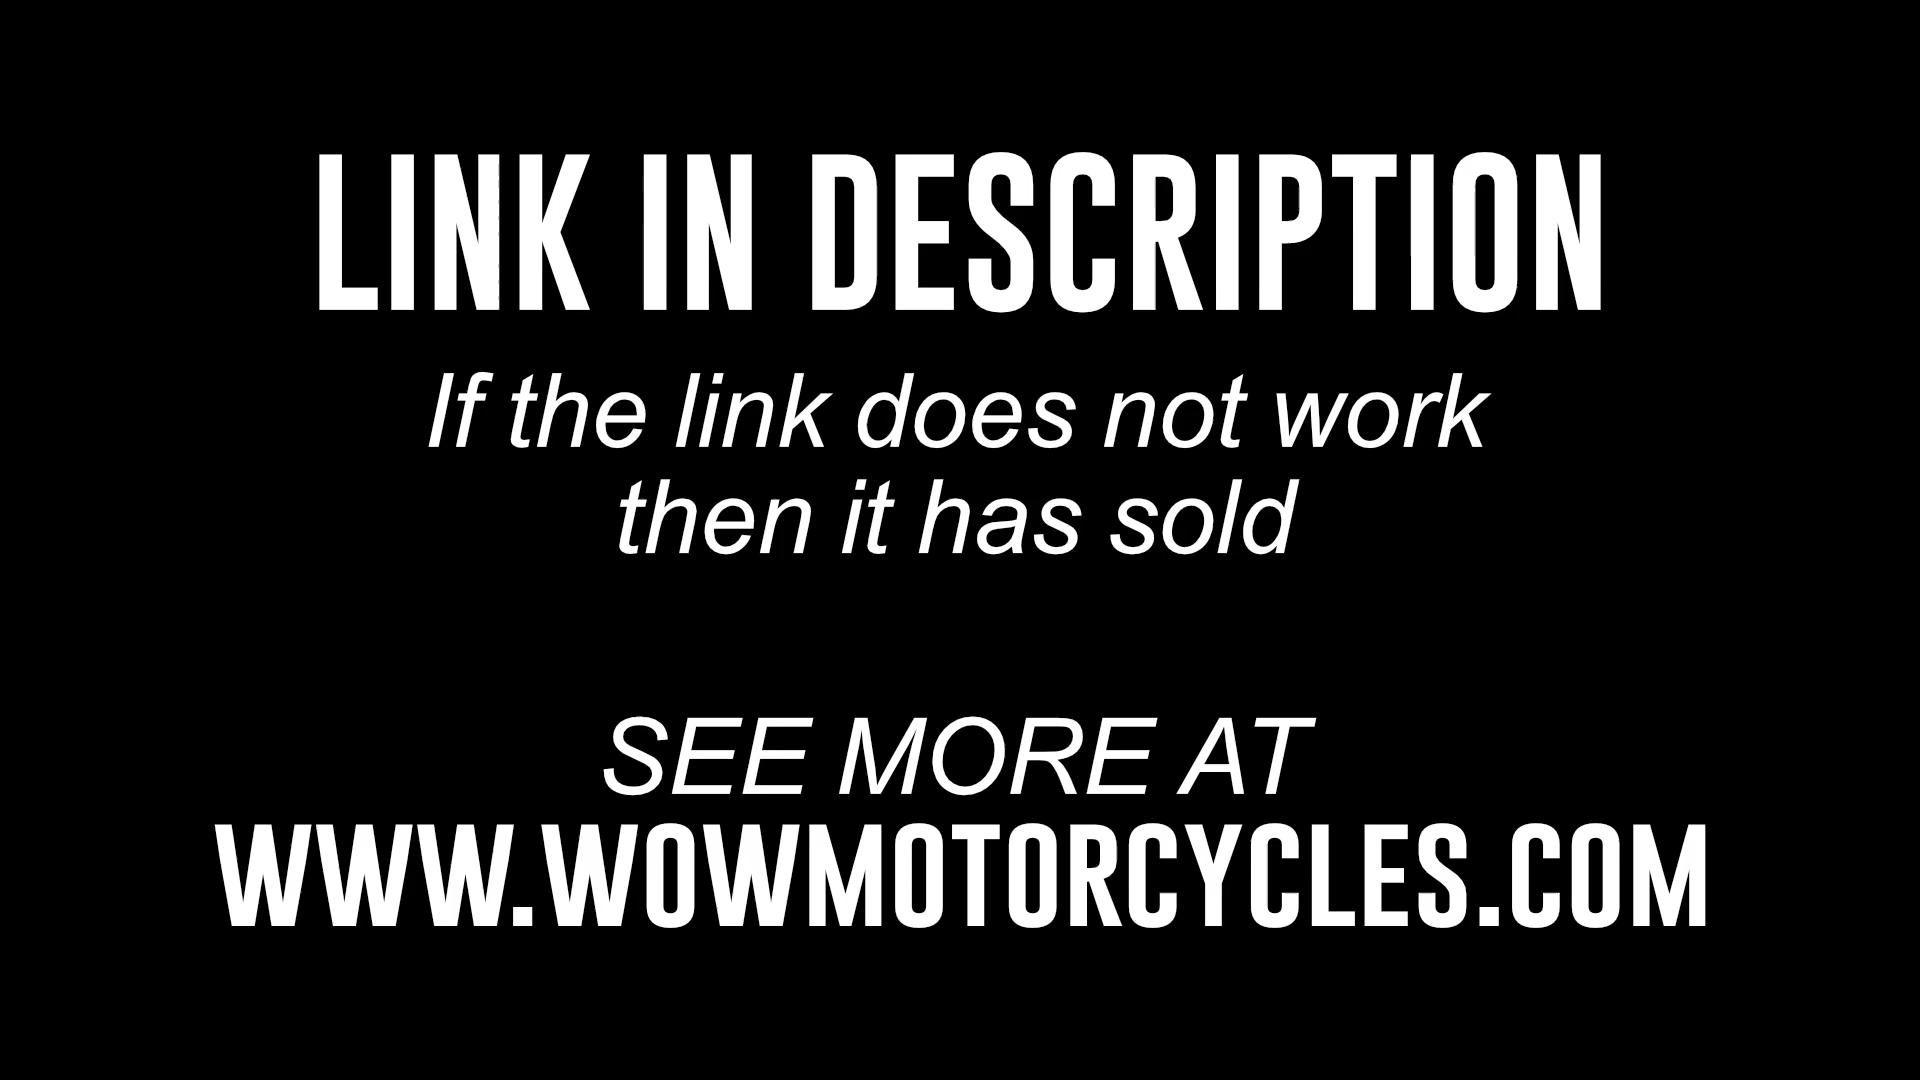 LINK IN DESCRIPTION
If the link does not work
then it has sold
SEE MORE AT
WWW.WOWMOTORCYCLES.COM